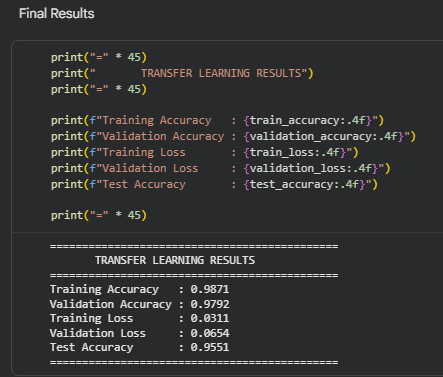 Final Results
print("=" * 45)
print("       TRANSFER LEARNING RESULTS")
print("=" * 45)
print(f"Training Accuracy   : {train_accuracy:.4f}")
print(f"Validation Accuracy : {validation_accuracy:.4f}")
print(f"Training Loss       : {train_loss:.4f}")
print(f"Validation Loss     : {validation_loss:.4f}")
print(f"Test Accuracy       : {test_accuracy:.4f}")
print("=" * 45)
=============================================
       TRANSFER LEARNING RESULTS
=============================================
Training Accuracy   : 0.9871
Validation Accuracy : 0.9792
Training Loss       : 0.0311
Validation Loss     : 0.0654
Test Accuracy       : 0.9551
=============================================